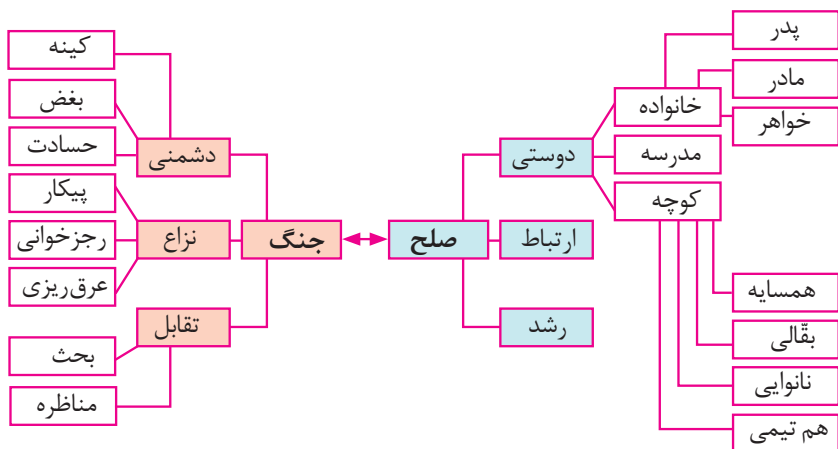 پدر
مادر
خانواده
خواهر
دوستی
مدرسه
کوچه
صلح
ارتباط
رشد
همسایه
بقّالی
نانوایی
هم تیمی
جنگ
دشمنی
کینه
بغض
حسادت
نزاع
پیکار
رجزخوانی
عرق‌ریزی
تقابل
بحث
مناظره